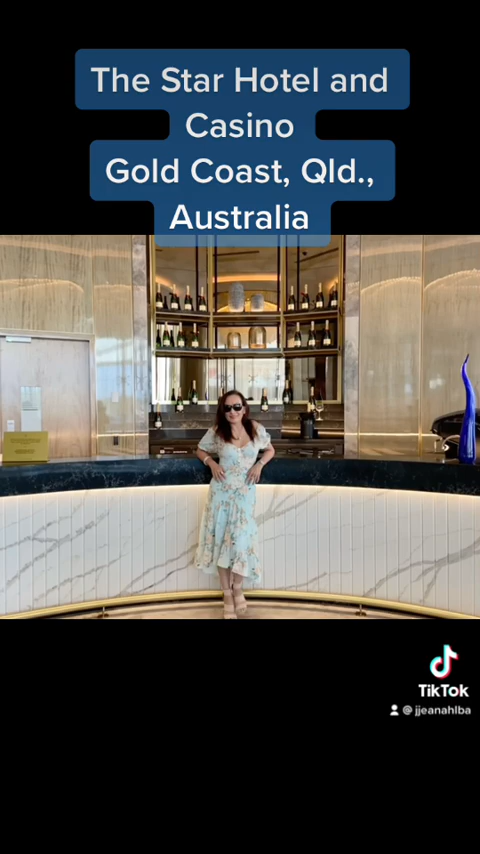 The Star Hotel and
Casino
Gold Coast, Qld.,
Australia
TikTok
@ jjeanahlba